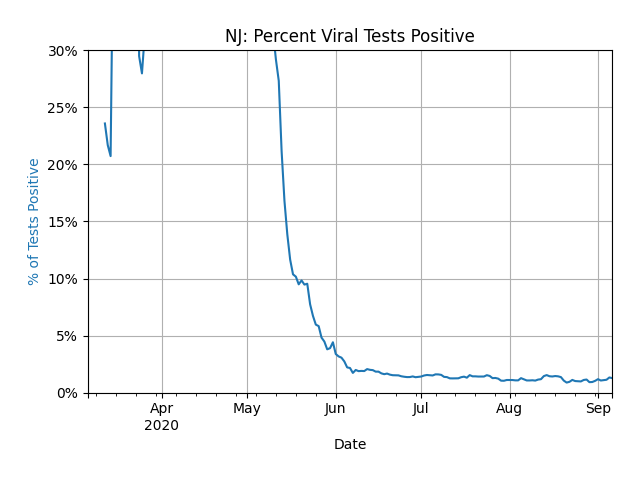 NJ: Percent Viral Tests Positive
30%
25%
20%
15%
10%
5%
0%
% of Tests Positive
Apr May Jun Jul Aug Sep
2020
Date